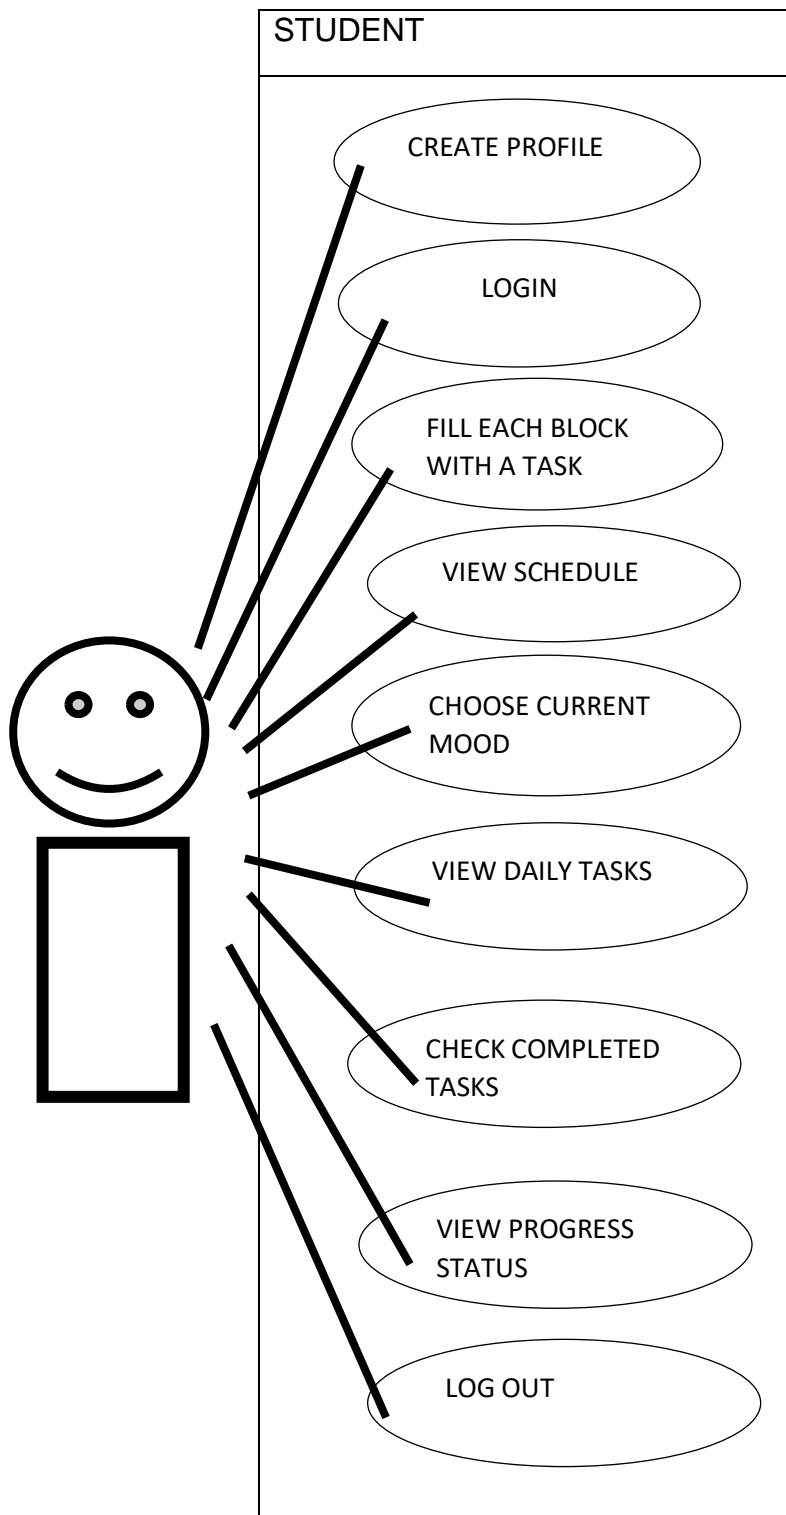 STUDENT
CREATE PROFILE
LOGIN
FILL EACH BLOCK
WITH A TASK
VIEW SCHEDULE
CHOOSE CURRENT
MOOD
VIEW DAILY TASKS
CHECK COMPLETED
TASKS
VIEW PROGRESS
STATUS
LOG OUT